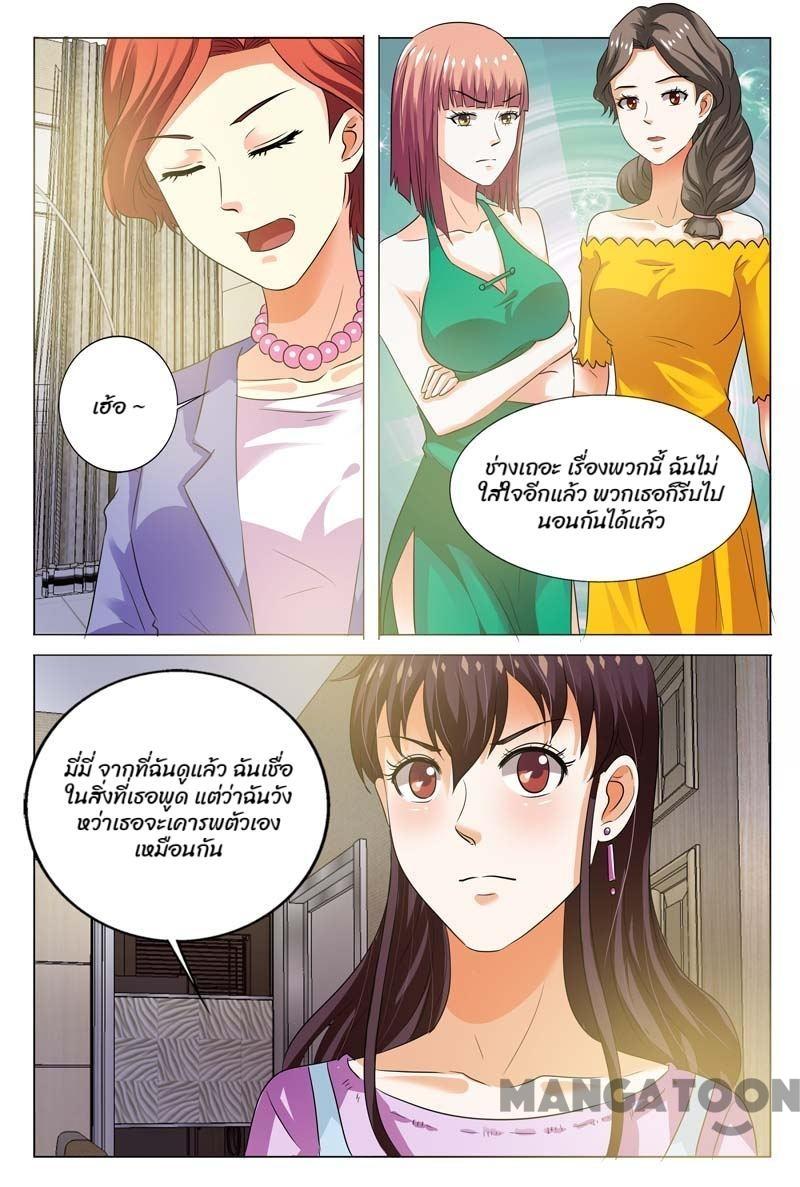 เฮ้อ ~
ช่างเถอะ เรื่องพวกนี้ ฉันไม่
ใส่ใจอีกแล้ว พวกเธอก็รีบไป
นอนกันได้แล้ว
มี่มี่ จากที่ฉันดูแล้ว ฉันเชื่อ
ในสิ่งที่เธอพูด แต่ว่าฉันวัง
หว่าเธอจะเคารพตัวเอง
เหมือนกัน
MANGATOON